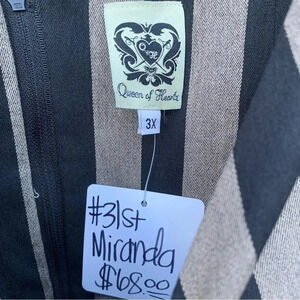 Queen of Heartz
3X
#31st
Miranda
$68.00